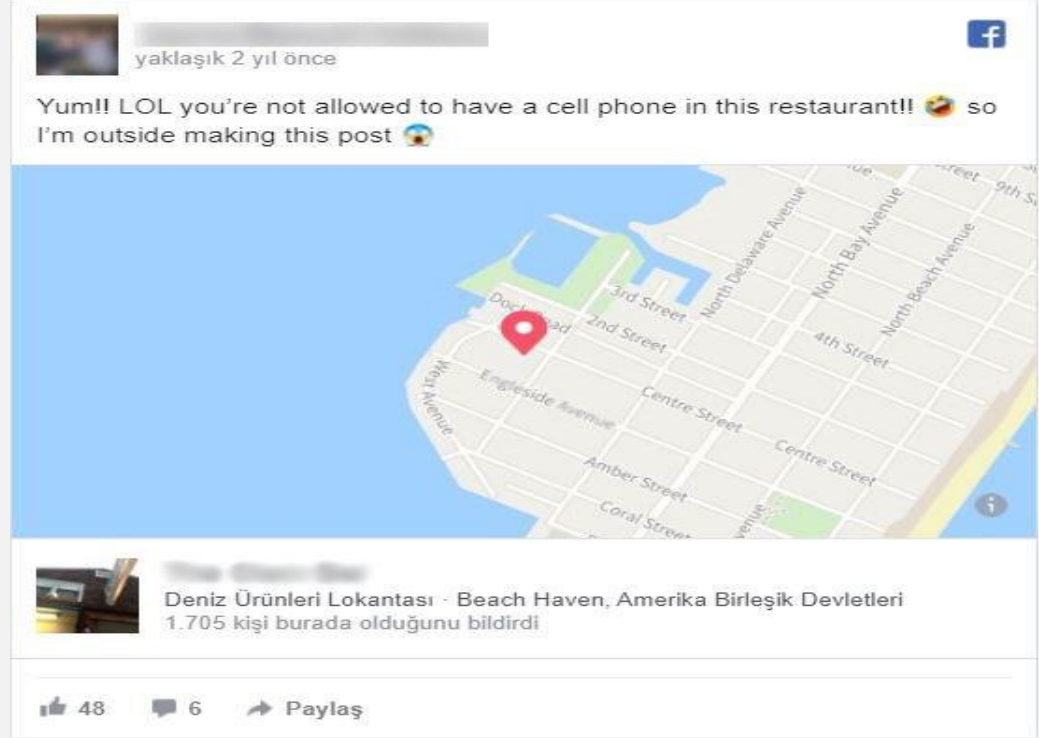 yaklaşık 2 yıl önce
Yum!! LOL you're not allowed to have a cell phone in this restaurant!! 🤣 so
I'm outside making this post 😱
9th
North Delaware Avenue
North Bay Avenue
North Beach Avenue
Dock Road
3rd Street
2nd Street
4th Street
West Avenue
Engleside Avenue
Centre Street
Centre Street
Amber Street
Coral Street
Deniz Ürünleri Lokantası · Beach Haven, Amerika Birleşik Devletleri
1.705 kişi burada olduğunu bildirdi
48 6 Paylaş